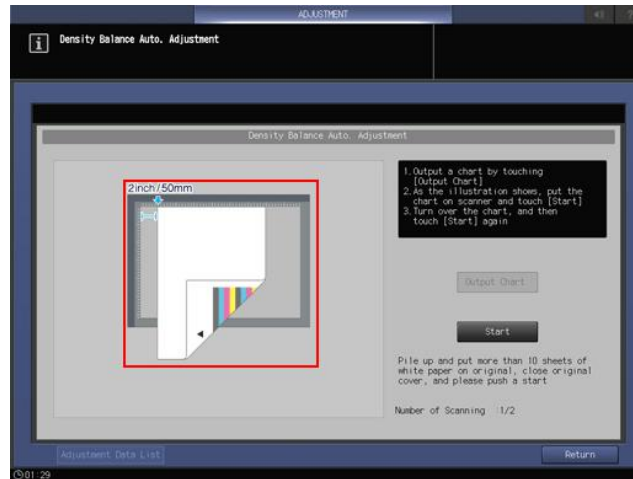 ADJUSTMENT
Density Balance Auto. Adjustment
Density Balance Auto. Adjustment
2inch/50mm
1.Output a chart by touching
[Output Chart]
2.As the illustration shows, put the
chart on scanner and touch [Start]
3.Turn over the chart, and then
touch [Start] again
Output Chart
Start
Pile up and put more than 10 sheets of
white paper on original, close original
cover, and please push a start
Number of Scanning 1/2
Adjustment Data List
Return
01:29